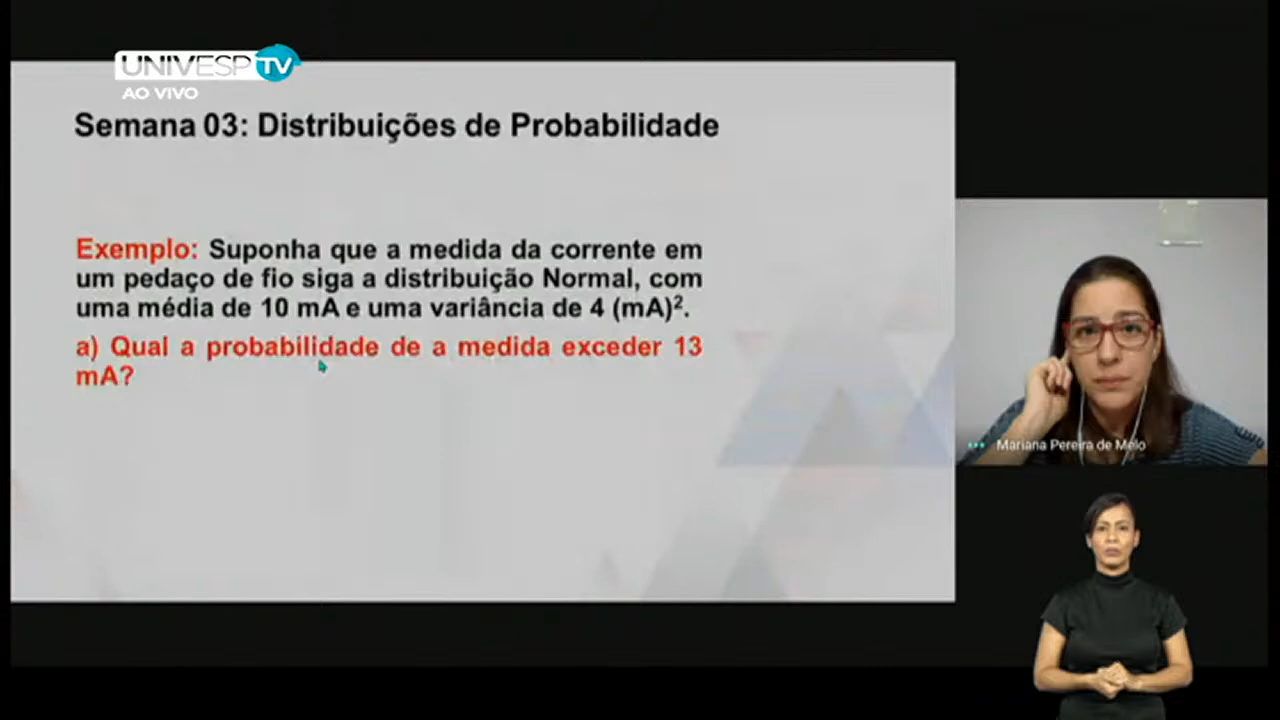 UNIVESP TV
AO VIVO
Semana 03: Distribuições de Probabilidade
Exemplo: Suponha que a medida da corrente em
um pedaço de fio siga a distribuição Normal, com
uma média de 10 mA e uma variância de 4 (mA)².
a) Qual a probabilidade de a medida exceder 13
mA?
Mariana Pereira de Melo